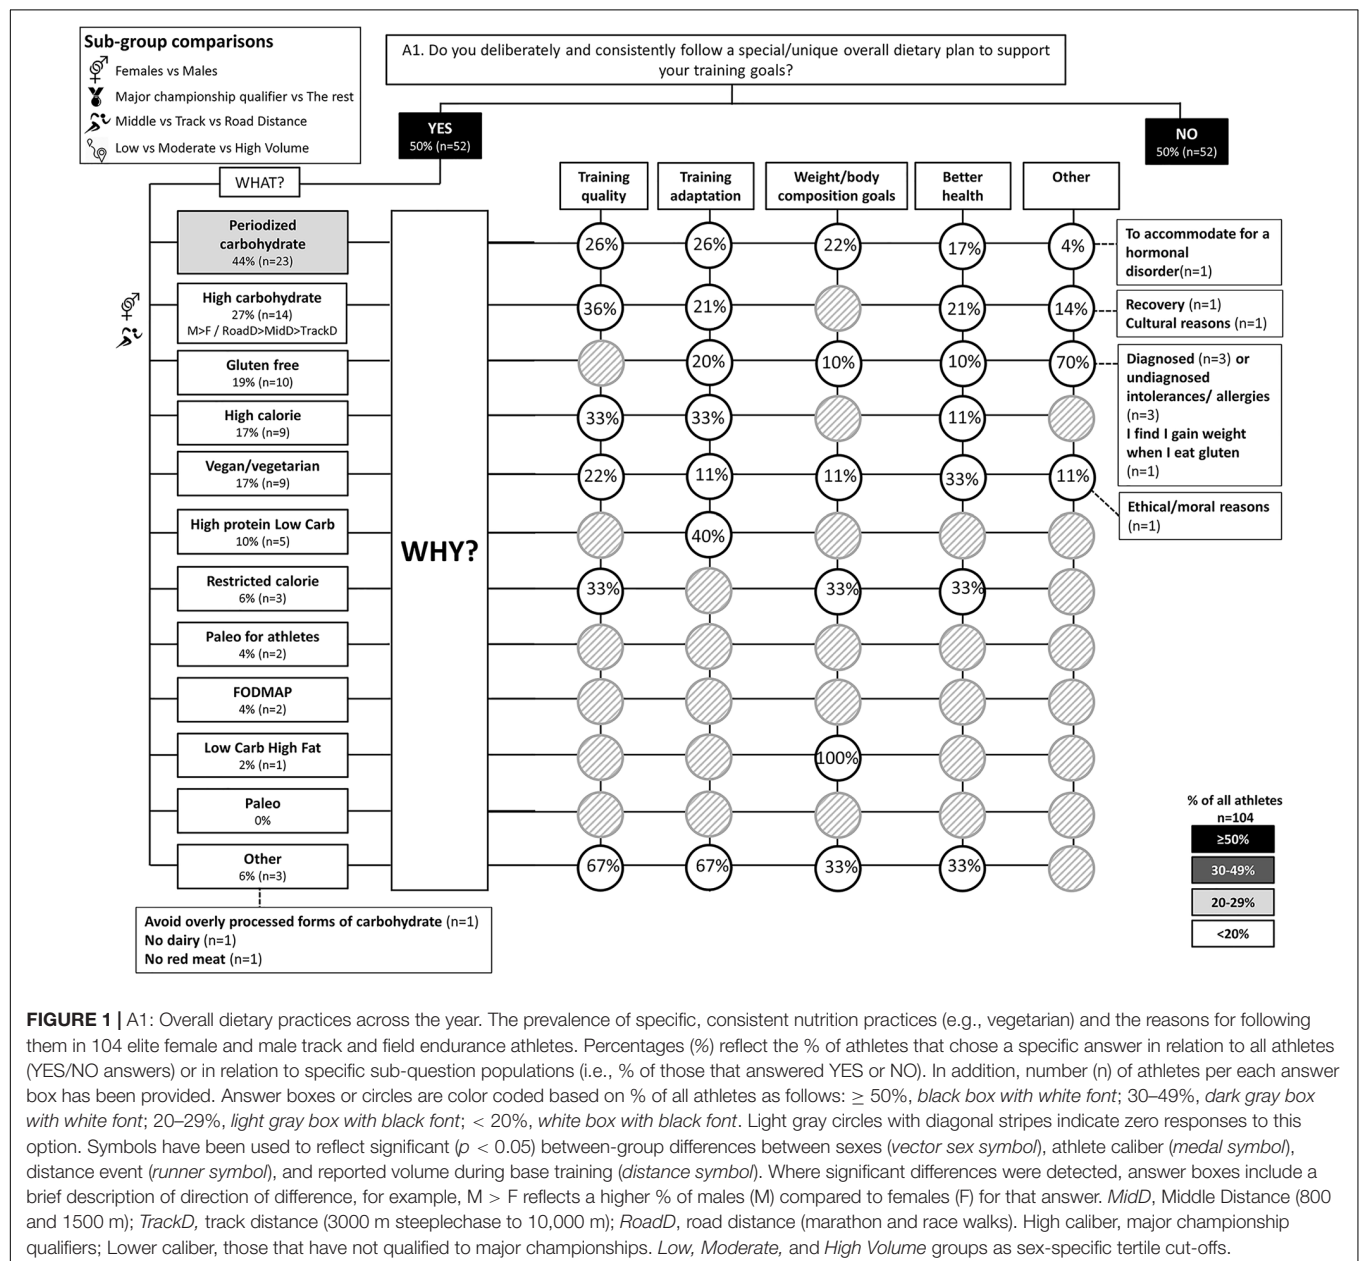 Sub-group comparisons
Females vs Males
Major championship qualifier vs The rest
Middle vs Track vs Road Distance
Low vs Moderate vs High Volume
A1. Do you deliberately and consistently follow a special/unique overall dietary plan to support
your training goals?
YES
50% (n=52)
NO
50% (n=52)
WHAT?
Training
quality
Training
adaptation
Weight/body
composition goals
Better
health
Other
WHY?
Periodized
carbohydrate
44% (n=23)
26% 26% 22% 17% 4%
To accommodate for a
hormonal
disorder(n=1)
High carbohydrate
27% (n=14)
M>F / RoadD>MidD>TrackD
36% 21% 21% 14%
Recovery (n=1)
Cultural reasons (n=1)
Gluten free
19% (n=10)
20% 10% 10% 70%
Diagnosed (n=3) or
undiagnosed
intolerances/ allergies
(n=3)
I find I gain weight
when I eat gluten
(n=1)
High calorie
17% (n=9)
33% 33% 11%
Vegan/vegetarian
17% (n=9)
22% 11% 11% 33% 11%
Ethical/moral reasons
(n=1)
High protein Low Carb
10% (n=5)
40%
Restricted calorie
6% (n=3)
33% 33% 33%
Paleo for athletes
4% (n=2)
FODMAP
4% (n=2)
Low Carb High Fat
2% (n=1)
100%
Paleo
0%
Other
6% (n=3)
67% 67% 33% 33%
Avoid overly processed forms of carbohydrate (n=1)
No dairy (n=1)
No red meat (n=1)
% of all athletes
n=104
≥50%
30-49%
20-29%
<20%
FIGURE 1 | A1: Overall dietary practices across the year. The prevalence of specific, consistent nutrition practices (e.g., vegetarian) and the reasons for following
them in 104 elite female and male track and field endurance athletes. Percentages (%) reflect the % of athletes that chose a specific answer in relation to all athletes
(YES/NO answers) or in relation to specific sub-question populations (i.e., % of those that answered YES or NO). In addition, number (n) of athletes per each answer
box has been provided. Answer boxes or circles are color coded based on % of all athletes as follows: ≥ 50%, black box with white font; 30–49%, dark gray box
with white font; 20–29%, light gray box with black font; < 20%, white box with black font. Light gray circles with diagonal stripes indicate zero responses to this
option. Symbols have been used to reflect significant (p < 0.05) between-group differences between sexes (vector sex symbol), athlete caliber (medal symbol),
distance event (runner symbol), and reported volume during base training (distance symbol). Where significant differences were detected, answer boxes include a
brief description of direction of difference, for example, M > F reflects a higher % of males (M) compared to females (F) for that answer. MidD, Middle Distance (800
and 1500 m); TrackD, track distance (3000 m steeplechase to 10,000 m); RoadD, road distance (marathon and race walks). High caliber, major championship
qualifiers; Lower caliber, those that have not qualified to major championships. Low, Moderate, and High Volume groups as sex-specific tertile cut-offs.